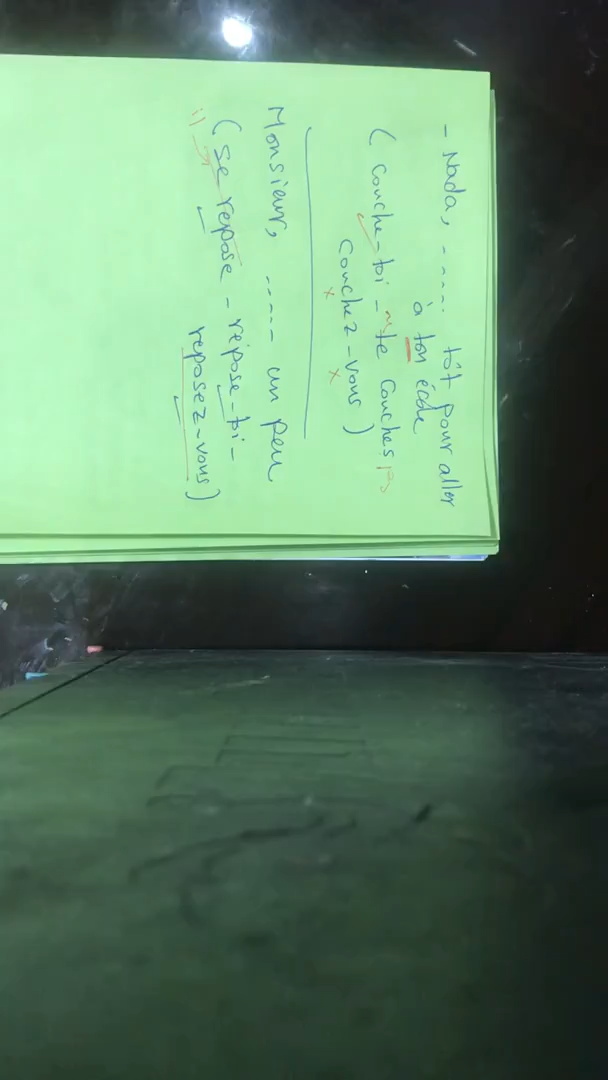 - Nada, ..... tôt pour aller
à ton école
( couche-toi - te couches
couchez-vous )
Monsieur, ..... un peu
( se repose - repose-toi -
reposez-vous )